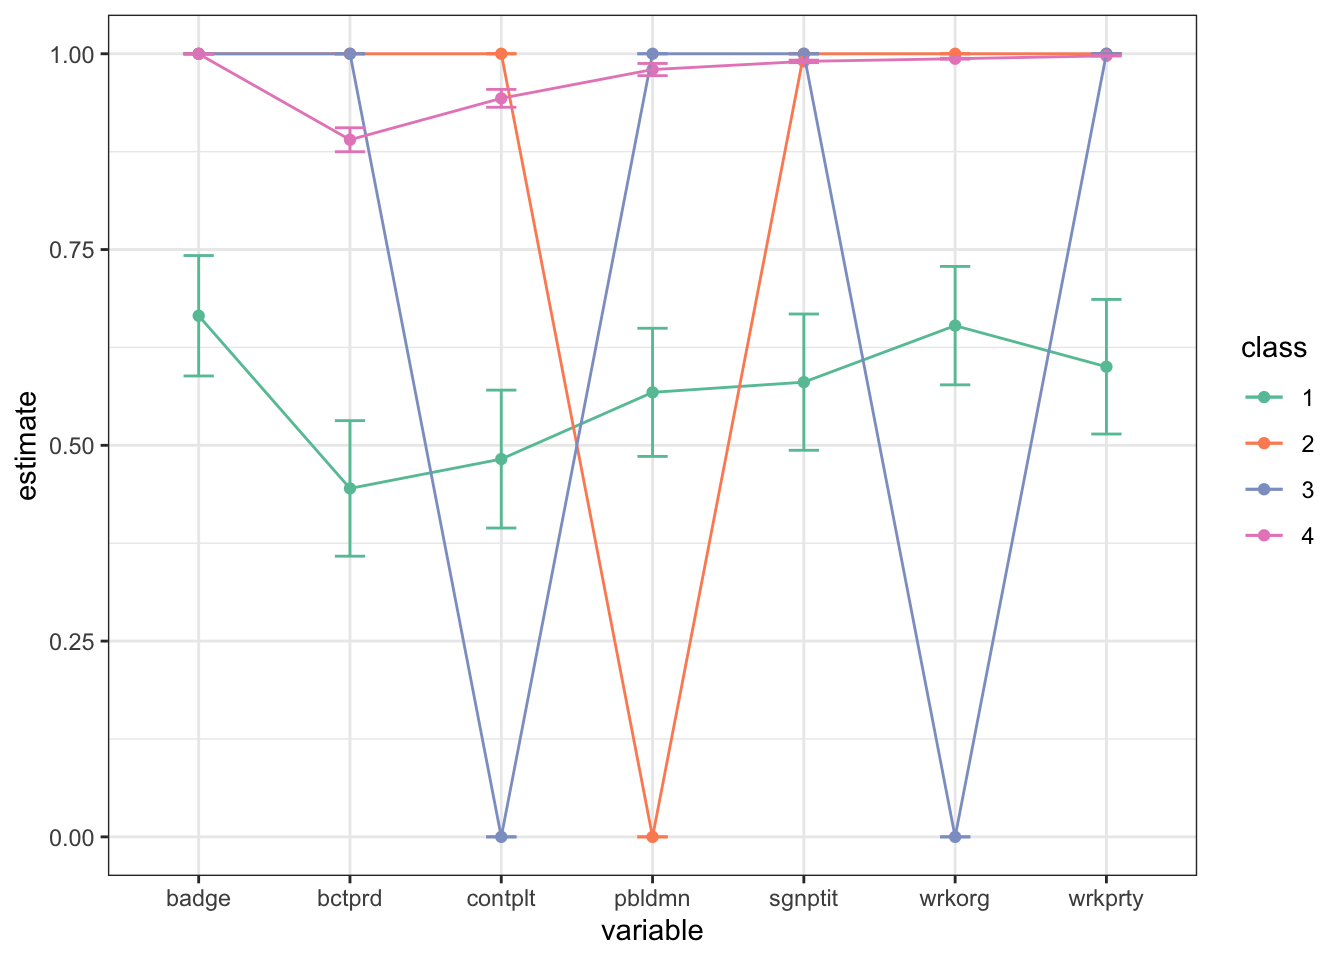 1.00
0.75
0.50
0.25
0.00
estimate
badge bctprd contplt pbldmn sgnptit wrkorg wrkprty
variable
class
1
2
3
4